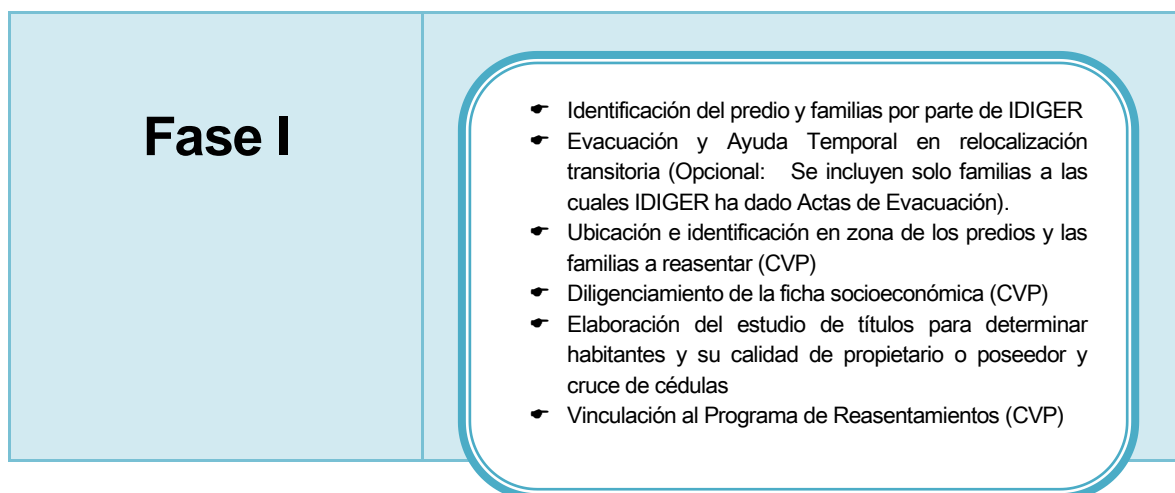 Fase I
☛ Identificación del predio y familias por parte de IDIGER
☛ Evacuación y Ayuda Temporal en relocalización
transitoria (Opcional: Se incluyen solo familias a las
cuales IDIGER ha dado Actas de Evacuación).
☛ Ubicación e identificación en zona de los predios y las
familias a reasentar (CVP)
☛ Diligenciamiento de la ficha socioeconómica (CVP)
☛ Elaboración del estudio de títulos para determinar
habitantes y su calidad de propietario o poseedor y
cruce de cédulas
☛ Vinculación al Programa de Reasentamientos (CVP)